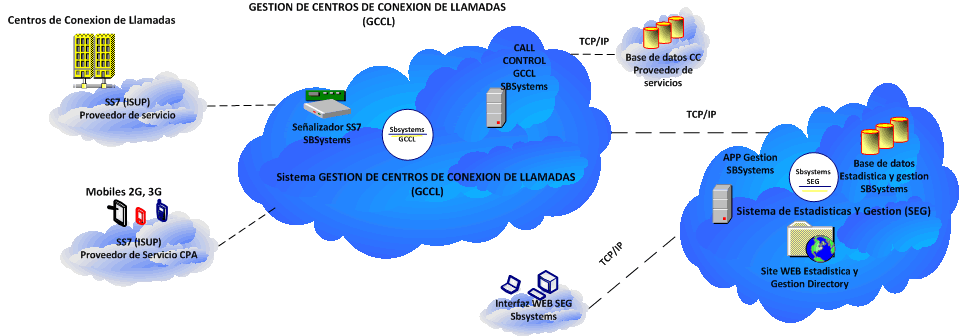 GESTION DE CENTROS DE CONEXION DE LLAMADAS
(GCCL)
Centros de Conexion de Llamadas
SS7 (ISUP)
Proveedor de servicio
Mobiles 2G, 3G
SS7 (ISUP)
Proveedor de Servicio CPA
CALL
CONTROL
GCCL
SBSystems
Señalizador SS7
SBSystems
Sbsystems
GCCL
Sistema GESTION DE CENTROS DE CONEXION DE LLAMADAS
(GCCL)
TCP/IP
Base de datos CC
Proveedor de
servicios
TCP/IP
APP Gestion
SBSystems
Sbsystems
SEG
Base de datos
Estadistica y gestion
SBSystems
Sistema de Estadisticas Y Gestion (SEG)
Site WEB Estadistica y
Gestion Directory
TCP/IP
Interfaz WEB SEG
Sbsystems